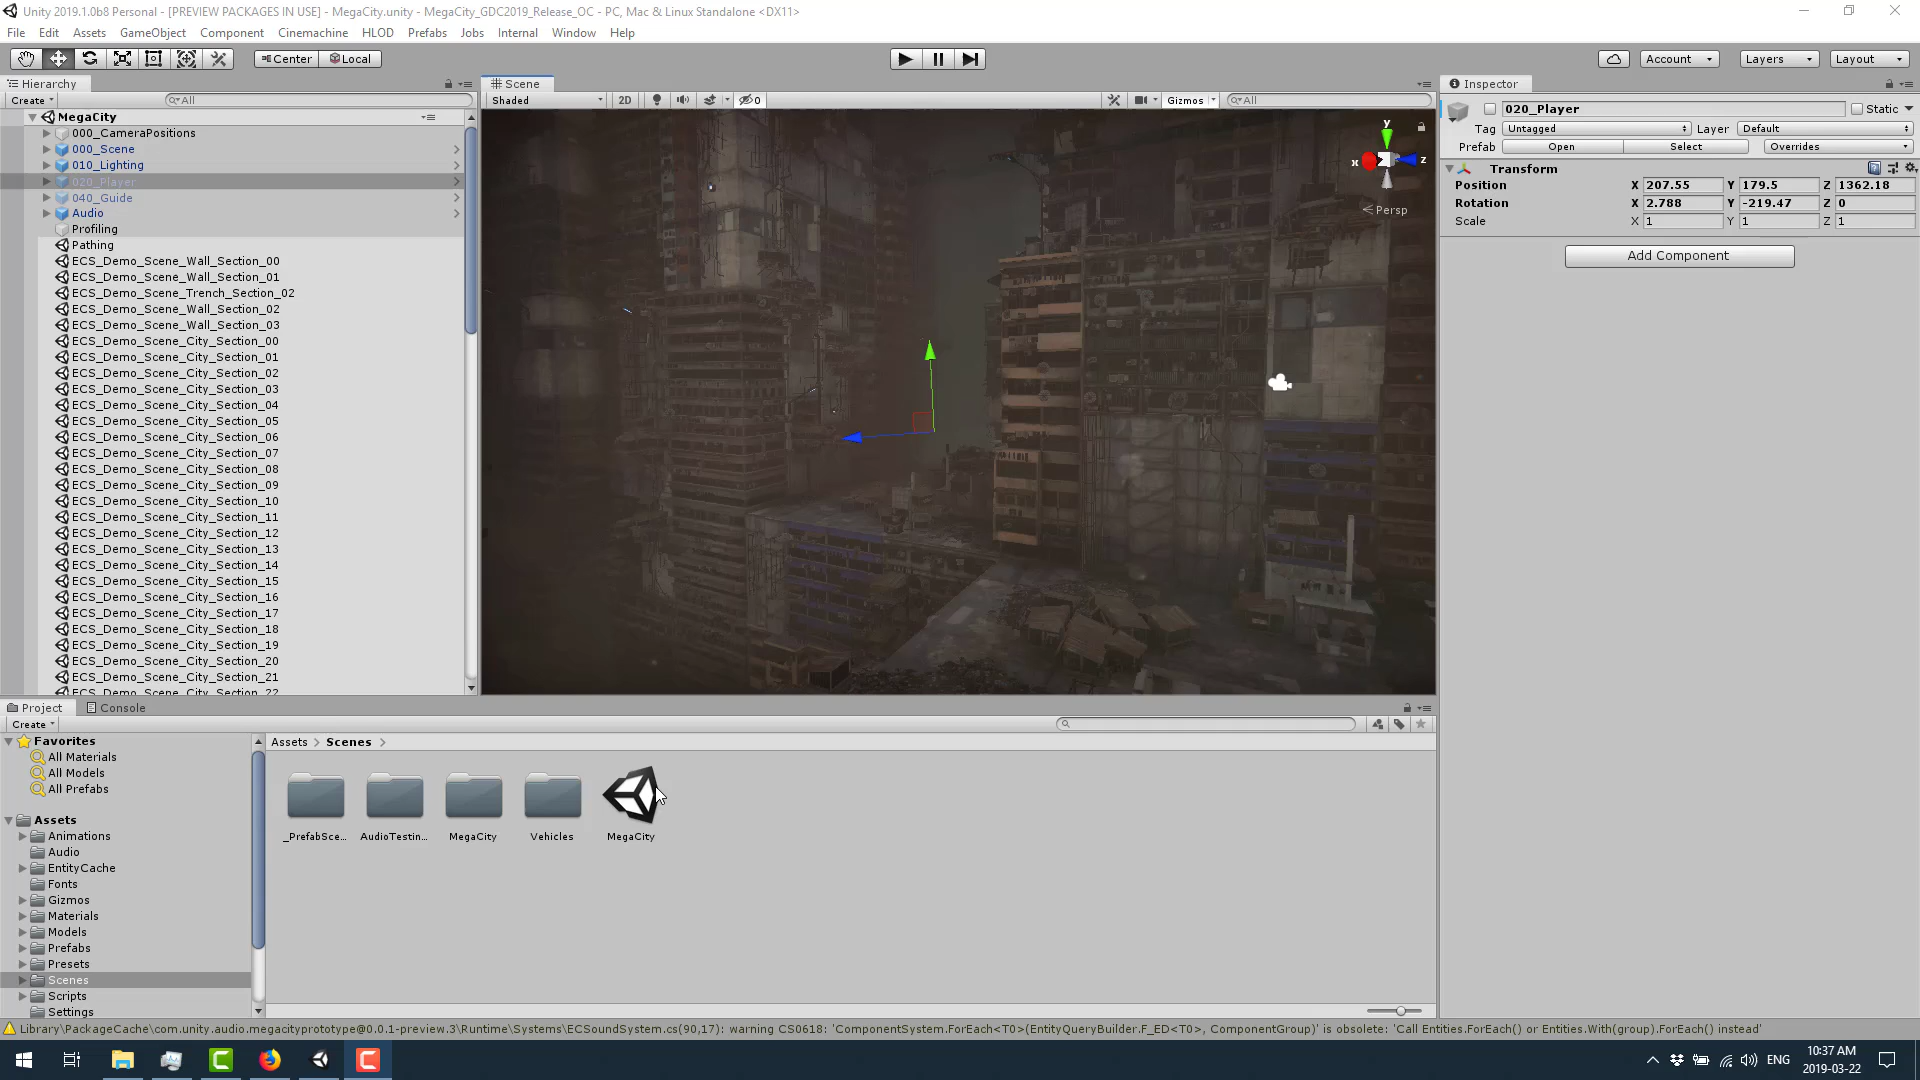 Unity 2019.1.0b8 Personal - [PREVIEW PACKAGES IN USE] - MegaCity.unity - MegaCity_GDC2019_Release_OC - PC, Mac & Linux Standalone <DX11>
File Edit Assets GameObject Component Cinemachine HLOD Prefabs Jobs Internal Window Help
Center Local Account Layers Layout
Hierarchy
Create All
MegaCity
000_CameraPositions
000_Scene
010_Lighting
020_Player
040_Guide
Audio
Profiling
Pathing
ECS_Demo_Scene_Wall_Section_00
ECS_Demo_Scene_Wall_Section_01
ECS_Demo_Scene_Trench_Section_02
ECS_Demo_Scene_Wall_Section_02
ECS_Demo_Scene_Wall_Section_03
ECS_Demo_Scene_City_Section_00
ECS_Demo_Scene_City_Section_01
ECS_Demo_Scene_City_Section_02
ECS_Demo_Scene_City_Section_03
ECS_Demo_Scene_City_Section_04
ECS_Demo_Scene_City_Section_05
ECS_Demo_Scene_City_Section_06
ECS_Demo_Scene_City_Section_07
ECS_Demo_Scene_City_Section_08
ECS_Demo_Scene_City_Section_09
ECS_Demo_Scene_City_Section_10
ECS_Demo_Scene_City_Section_11
ECS_Demo_Scene_City_Section_12
ECS_Demo_Scene_City_Section_13
ECS_Demo_Scene_City_Section_14
ECS_Demo_Scene_City_Section_15
ECS_Demo_Scene_City_Section_16
ECS_Demo_Scene_City_Section_17
ECS_Demo_Scene_City_Section_18
ECS_Demo_Scene_City_Section_19
ECS_Demo_Scene_City_Section_20
ECS_Demo_Scene_City_Section_21
ECS_Demo_Scene_City_Section_22
Scene
Shaded 2D 0 Gizmos All
y
x z
Persp
Inspector
020_Player Static
Tag Untagged Layer Default
Prefab Open Select Overrides
Transform
Position X 207.55 Y 179.5 Z 1362.18
Rotation X 2.788 Y -219.47 Z 0
Scale X 1 Y 1 Z 1
Add Component
Project Console
Create
Favorites
All Materials
All Models
All Prefabs
Assets
Animations
Audio
EntityCache
Fonts
Gizmos
Materials
Models
Prefabs
Presets
Scenes
Scripts
Settings
Assets > Scenes >
_PrefabSce... AudioTestin... MegaCity Vehicles MegaCity
Library\PackageCache\com.unity.audio.megacityprototype@0.0.1-preview.3\Runtime\Systems\ECSoundSystem.cs(90,17): warning CS0618: 'ComponentSystem.ForEach<T0>(EntityQueryBuilder.F_ED<T0>, ComponentGroup)' is obsolete: 'Call Entities.ForEach() or Entities.With(group).ForEach() instead'
ENG
10:37 AM
2019-03-22